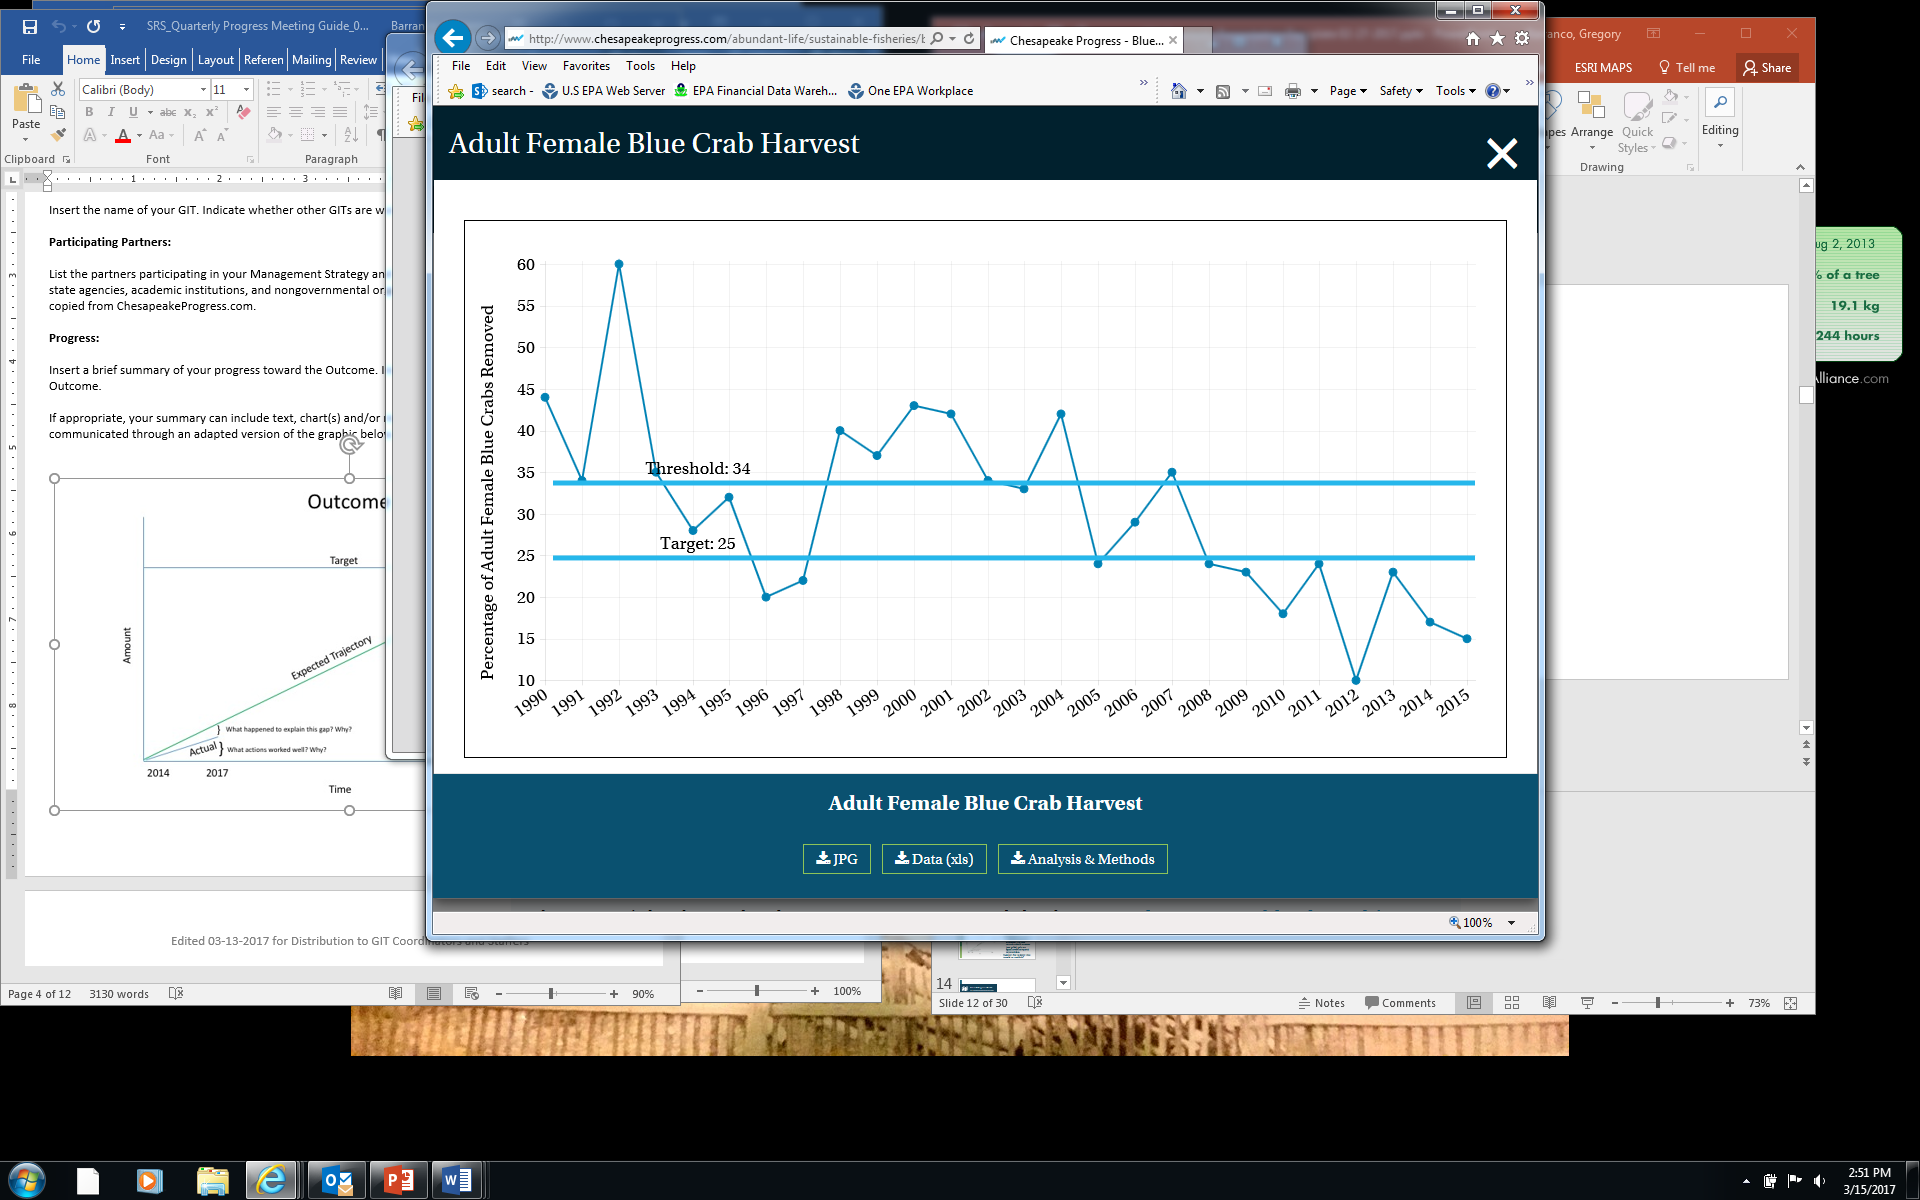 SRS_Quarterly Progress Meeting Guide_0...
Barran
File Home Insert Design Layout Referen Mailing Review
Calibri (Body) 11
Paste
Clipboard Font Paragraph
Insert the name of your GIT. Indicate whether other GITs are w
Participating Partners:
List the partners participating in your Management Strategy an
state agencies, academic institutions, and nongovernmental or
copied from ChesapeakeProgress.com.
Progress:
Insert a brief summary of your progress toward the Outcome. I
Outcome.
If appropriate, your summary can include text, chart(s) and/or
communicated through an adapted version of the graphic belo
Outcome
Target
Amount
Expected Trajectory
What happened to explain this gap? Why?
Actual
What actions worked well? Why?
2014 2017
Time
Edited 03-13-2017 for Distribution to GIT Coordinators and Staffers
Page 4 of 12 3130 words 90%
100%
http://www.chesapeakeprogress.com/abundant-life/sustainable-fisheries/b
Chesapeake Progress - Blue...
File Edit View Favorites Tools Help
search - U.S EPA Web Server EPA Financial Data Wareh... One EPA Workplace
Page Safety Tools
Adult Female Blue Crab Harvest
Percentage of Adult Female Blue Crabs Removed
60
55
50
45
40
35
30
25
20
15
10
Threshold: 34
Target: 25
1990 1991 1992 1993 1994 1995 1996 1997 1998 1999 2000 2001 2002 2003 2004 2005 2006 2007 2008 2009 2010 2011 2012 2013 2014 2015
Adult Female Blue Crab Harvest
JPG Data (xls) Analysis & Methods
100%
anco, Gregory
ESRI MAPS Tell me Share
pes Arrange Quick Styles Editing
Drawing
ug 2, 2013
% of a tree
19.1 kg
244 hours
Alliance.com
14
Slide 12 of 30 Notes Comments 73%
2:51 PM
3/15/2017